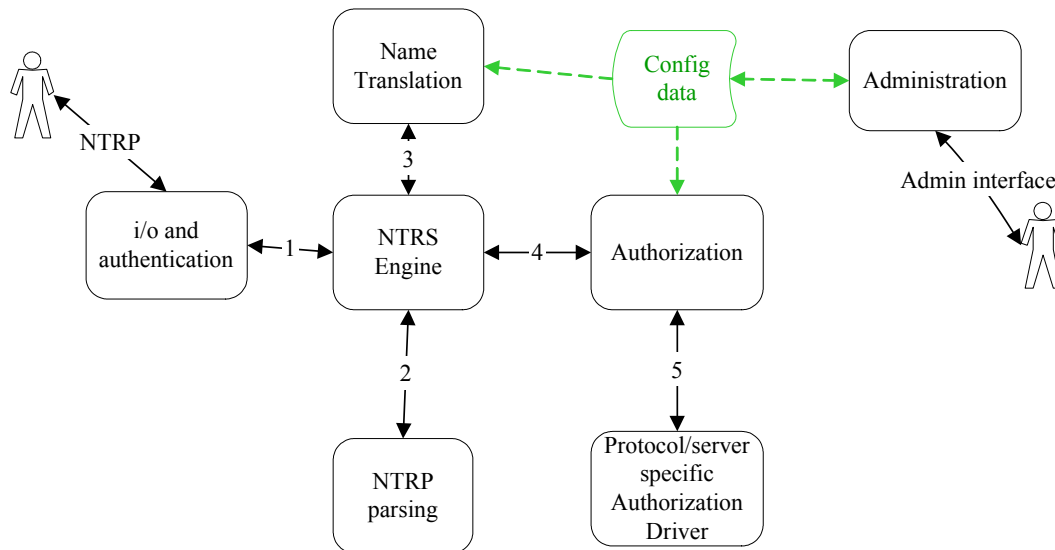 Name
Translation
Config
data
Administration
NTRP
3
Admin interface
i/o and
authentication
1
NTRS
Engine
4
Authorization
2
5
NTRP
parsing
Protocol/server
specific
Authorization
Driver